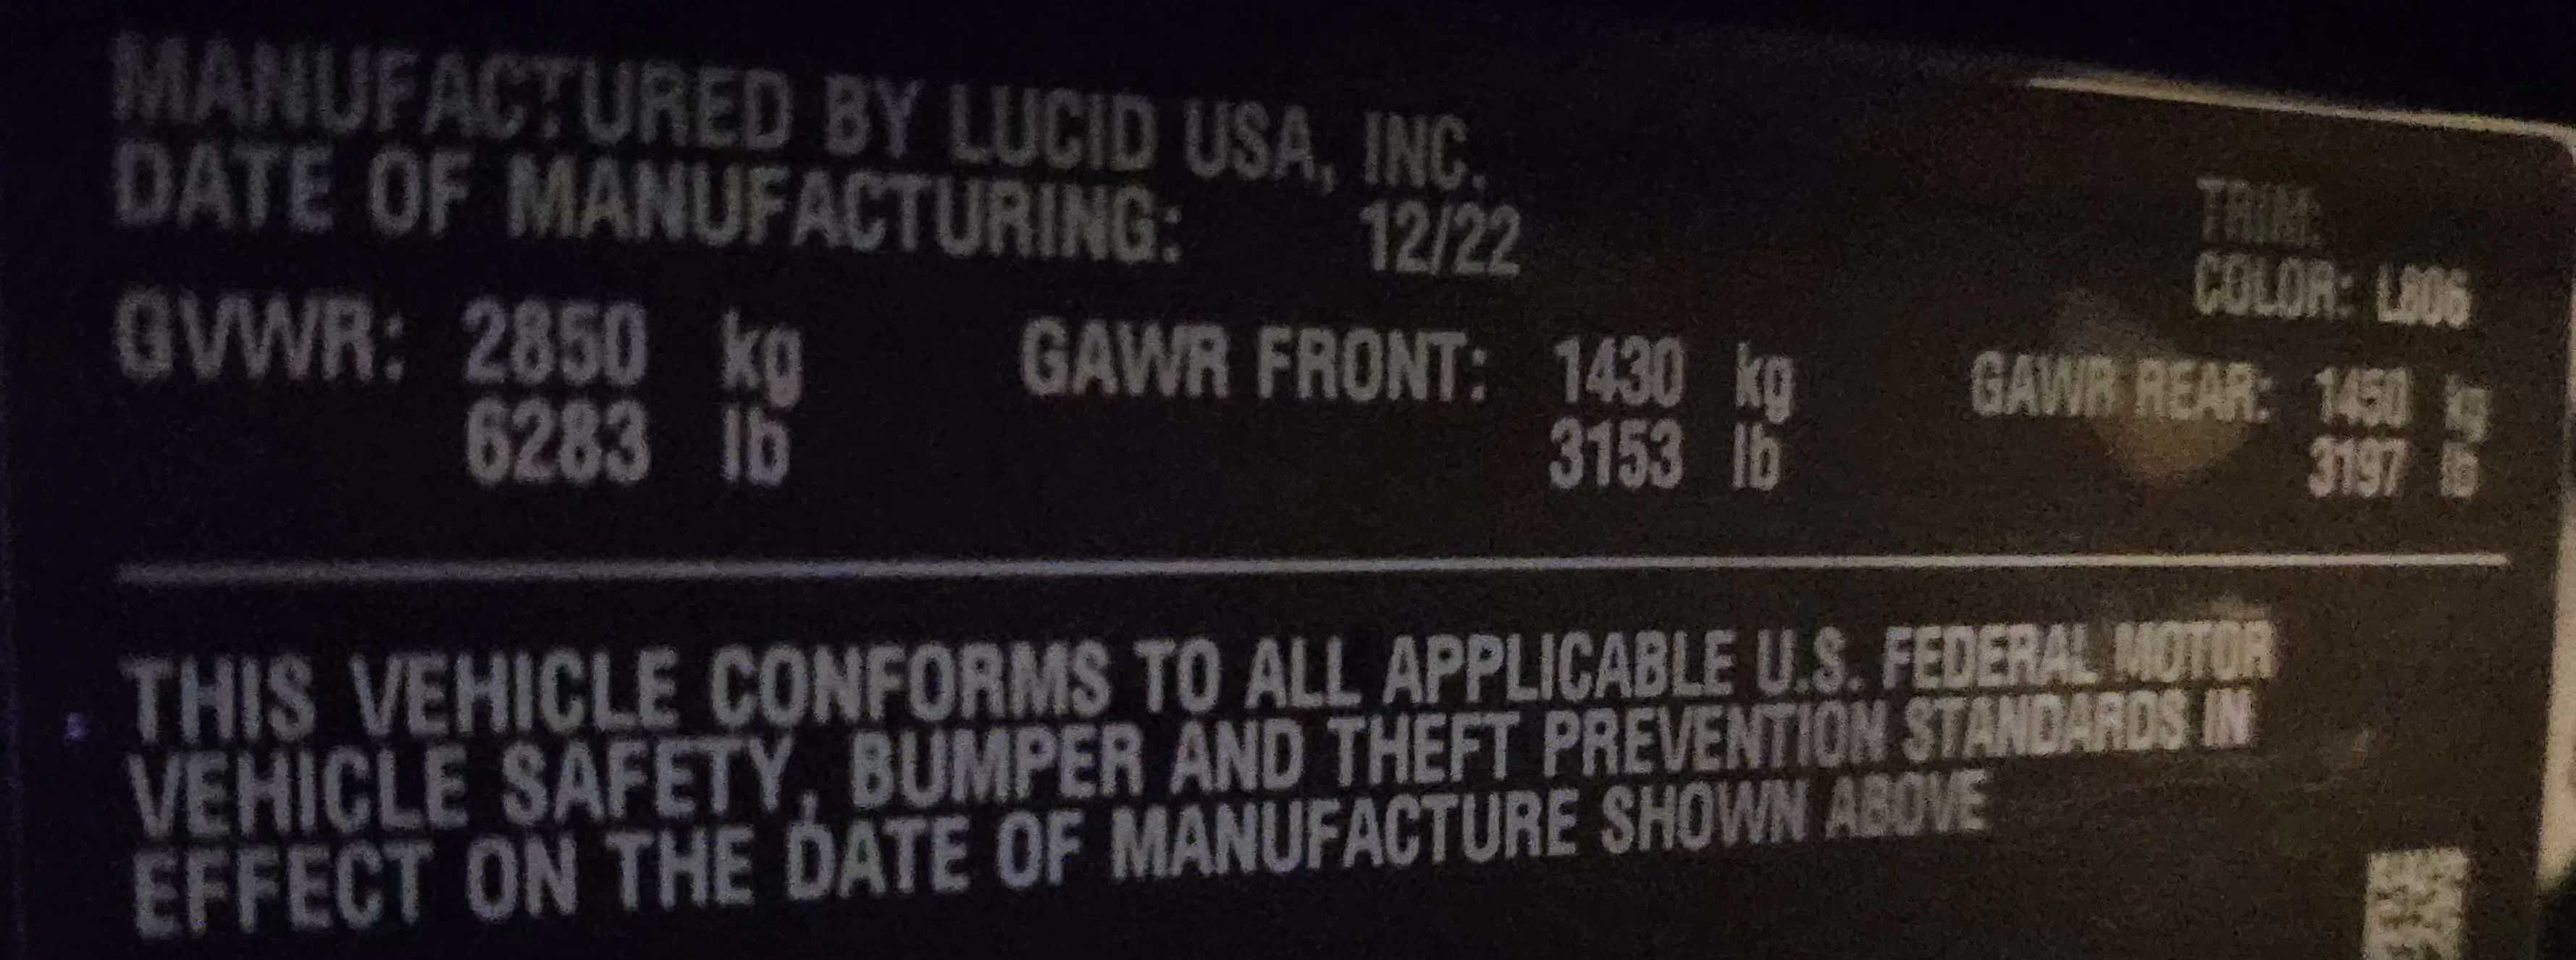 MANUFACTURED BY LUCID USA, INC.
DATE OF MANUFACTURING: 12/22
TRIM:
COLOR: L806
GVWR: 2850 kg GAWR FRONT: 1430 kg GAWR REAR: 1450 kg
6283 lb 3153 lb 3197 lb
THIS VEHICLE CONFORMS TO ALL APPLICABLE U.S. FEDERAL MOTOR
VEHICLE SAFETY, BUMPER AND THEFT PREVENTION STANDARDS IN
EFFECT ON THE DATE OF MANUFACTURE SHOWN ABOVE